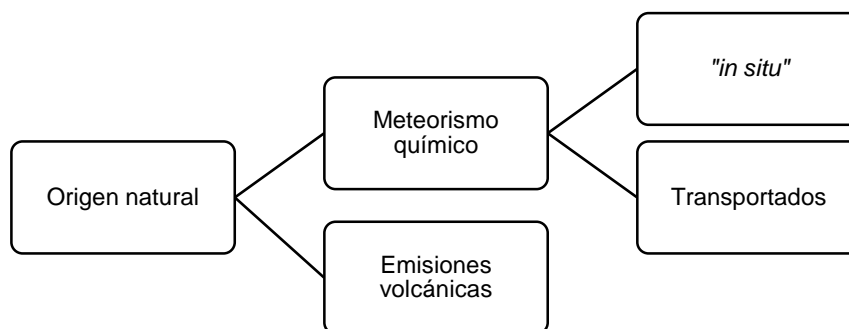 Origen natural
Meteorismo
químico
Emisiones
volcánicas
"in situ"
Transportados